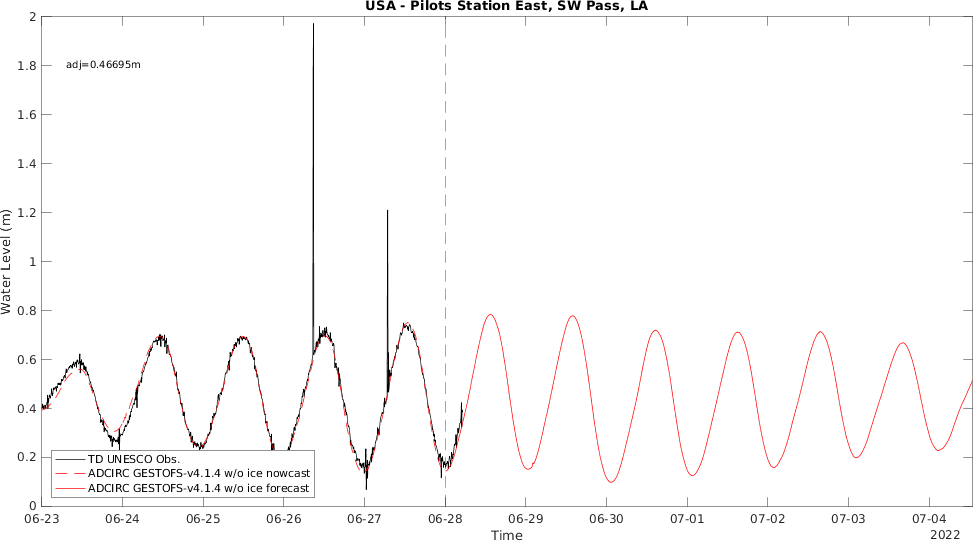 USA - Pilots Station East, SW Pass, LA
2
1.8
adj=0.46695m
1.6
1.4
1.2
1
0.8
0.6
0.4
0.2
0
Water Level (m)
TD UNESCO Obs.
ADCIRC GESTOFS-v4.1.4 w/o ice nowcast
ADCIRC GESTOFS-v4.1.4 w/o ice forecast
06-23 06-24 06-25 06-26 06-27 06-28 06-29 06-30 07-01 07-02 07-03 07-04
Time
2022